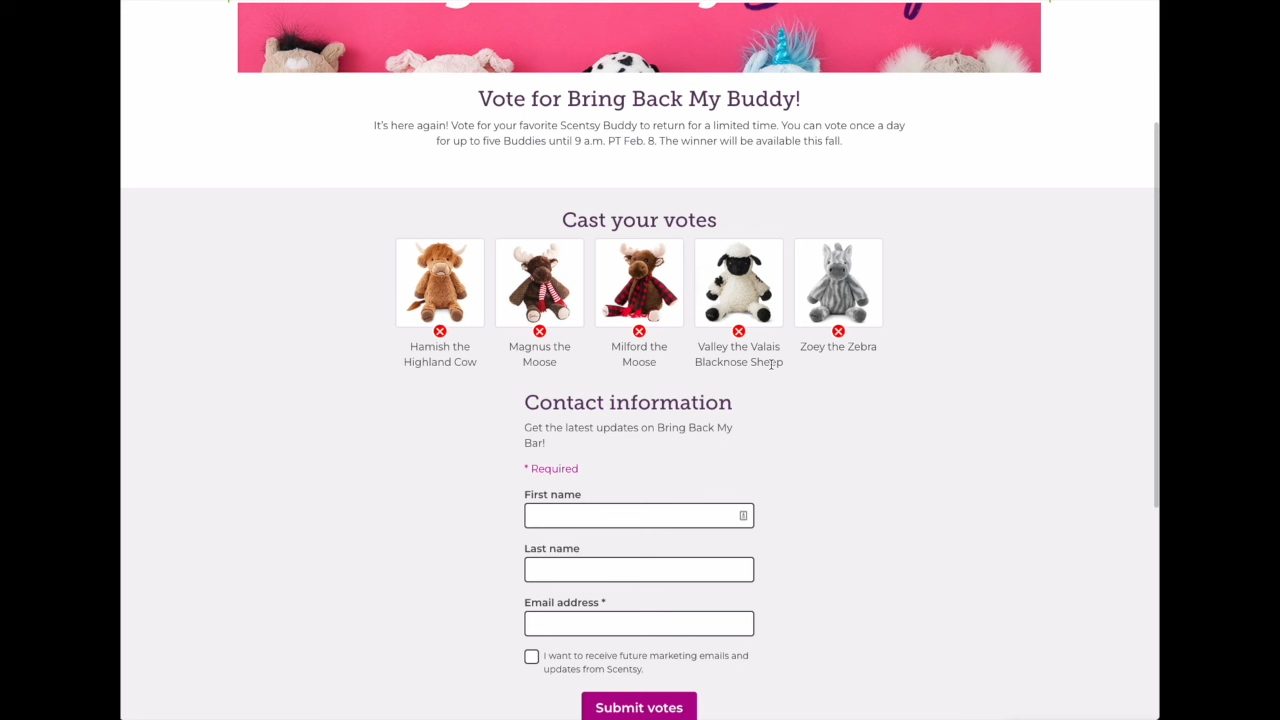 Vote for Bring Back My Buddy!
It's here again! Vote for your favorite Scentsy Buddy to return for a limited time. You can vote once a day
for up to five Buddies until 9 a.m. PT Feb. 8. The winner will be available this fall.
Cast your votes
Hamish the
Highland Cow
Magnus the
Moose
Milford the
Moose
Valley the Valais
Blacknose Sheep
Zoey the Zebra
Contact information
Get the latest updates on Bring Back My
Bar!
* Required
First name
Last name
Email address *
I want to receive future marketing emails and
updates from Scentsy.
Submit votes